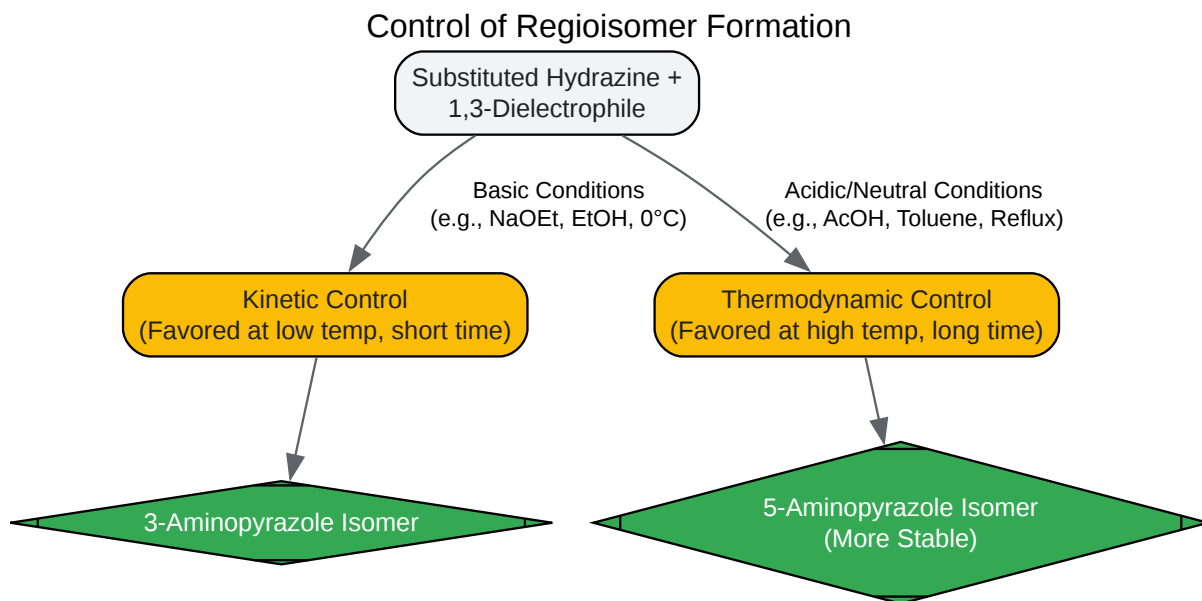 Control of Regioisomer Formation
Substituted Hydrazine +
1,3-Dielectrophile
Basic Conditions
(e.g., NaOEt, EtOH, 0°C)
Acidic/Neutral Conditions
(e.g., AcOH, Toluene, Reflux)
Kinetic Control
(Favored at low temp, short time)
Thermodynamic Control
(Favored at high temp, long time)
3-Aminopyrazole Isomer
5-Aminopyrazole Isomer
(More Stable)